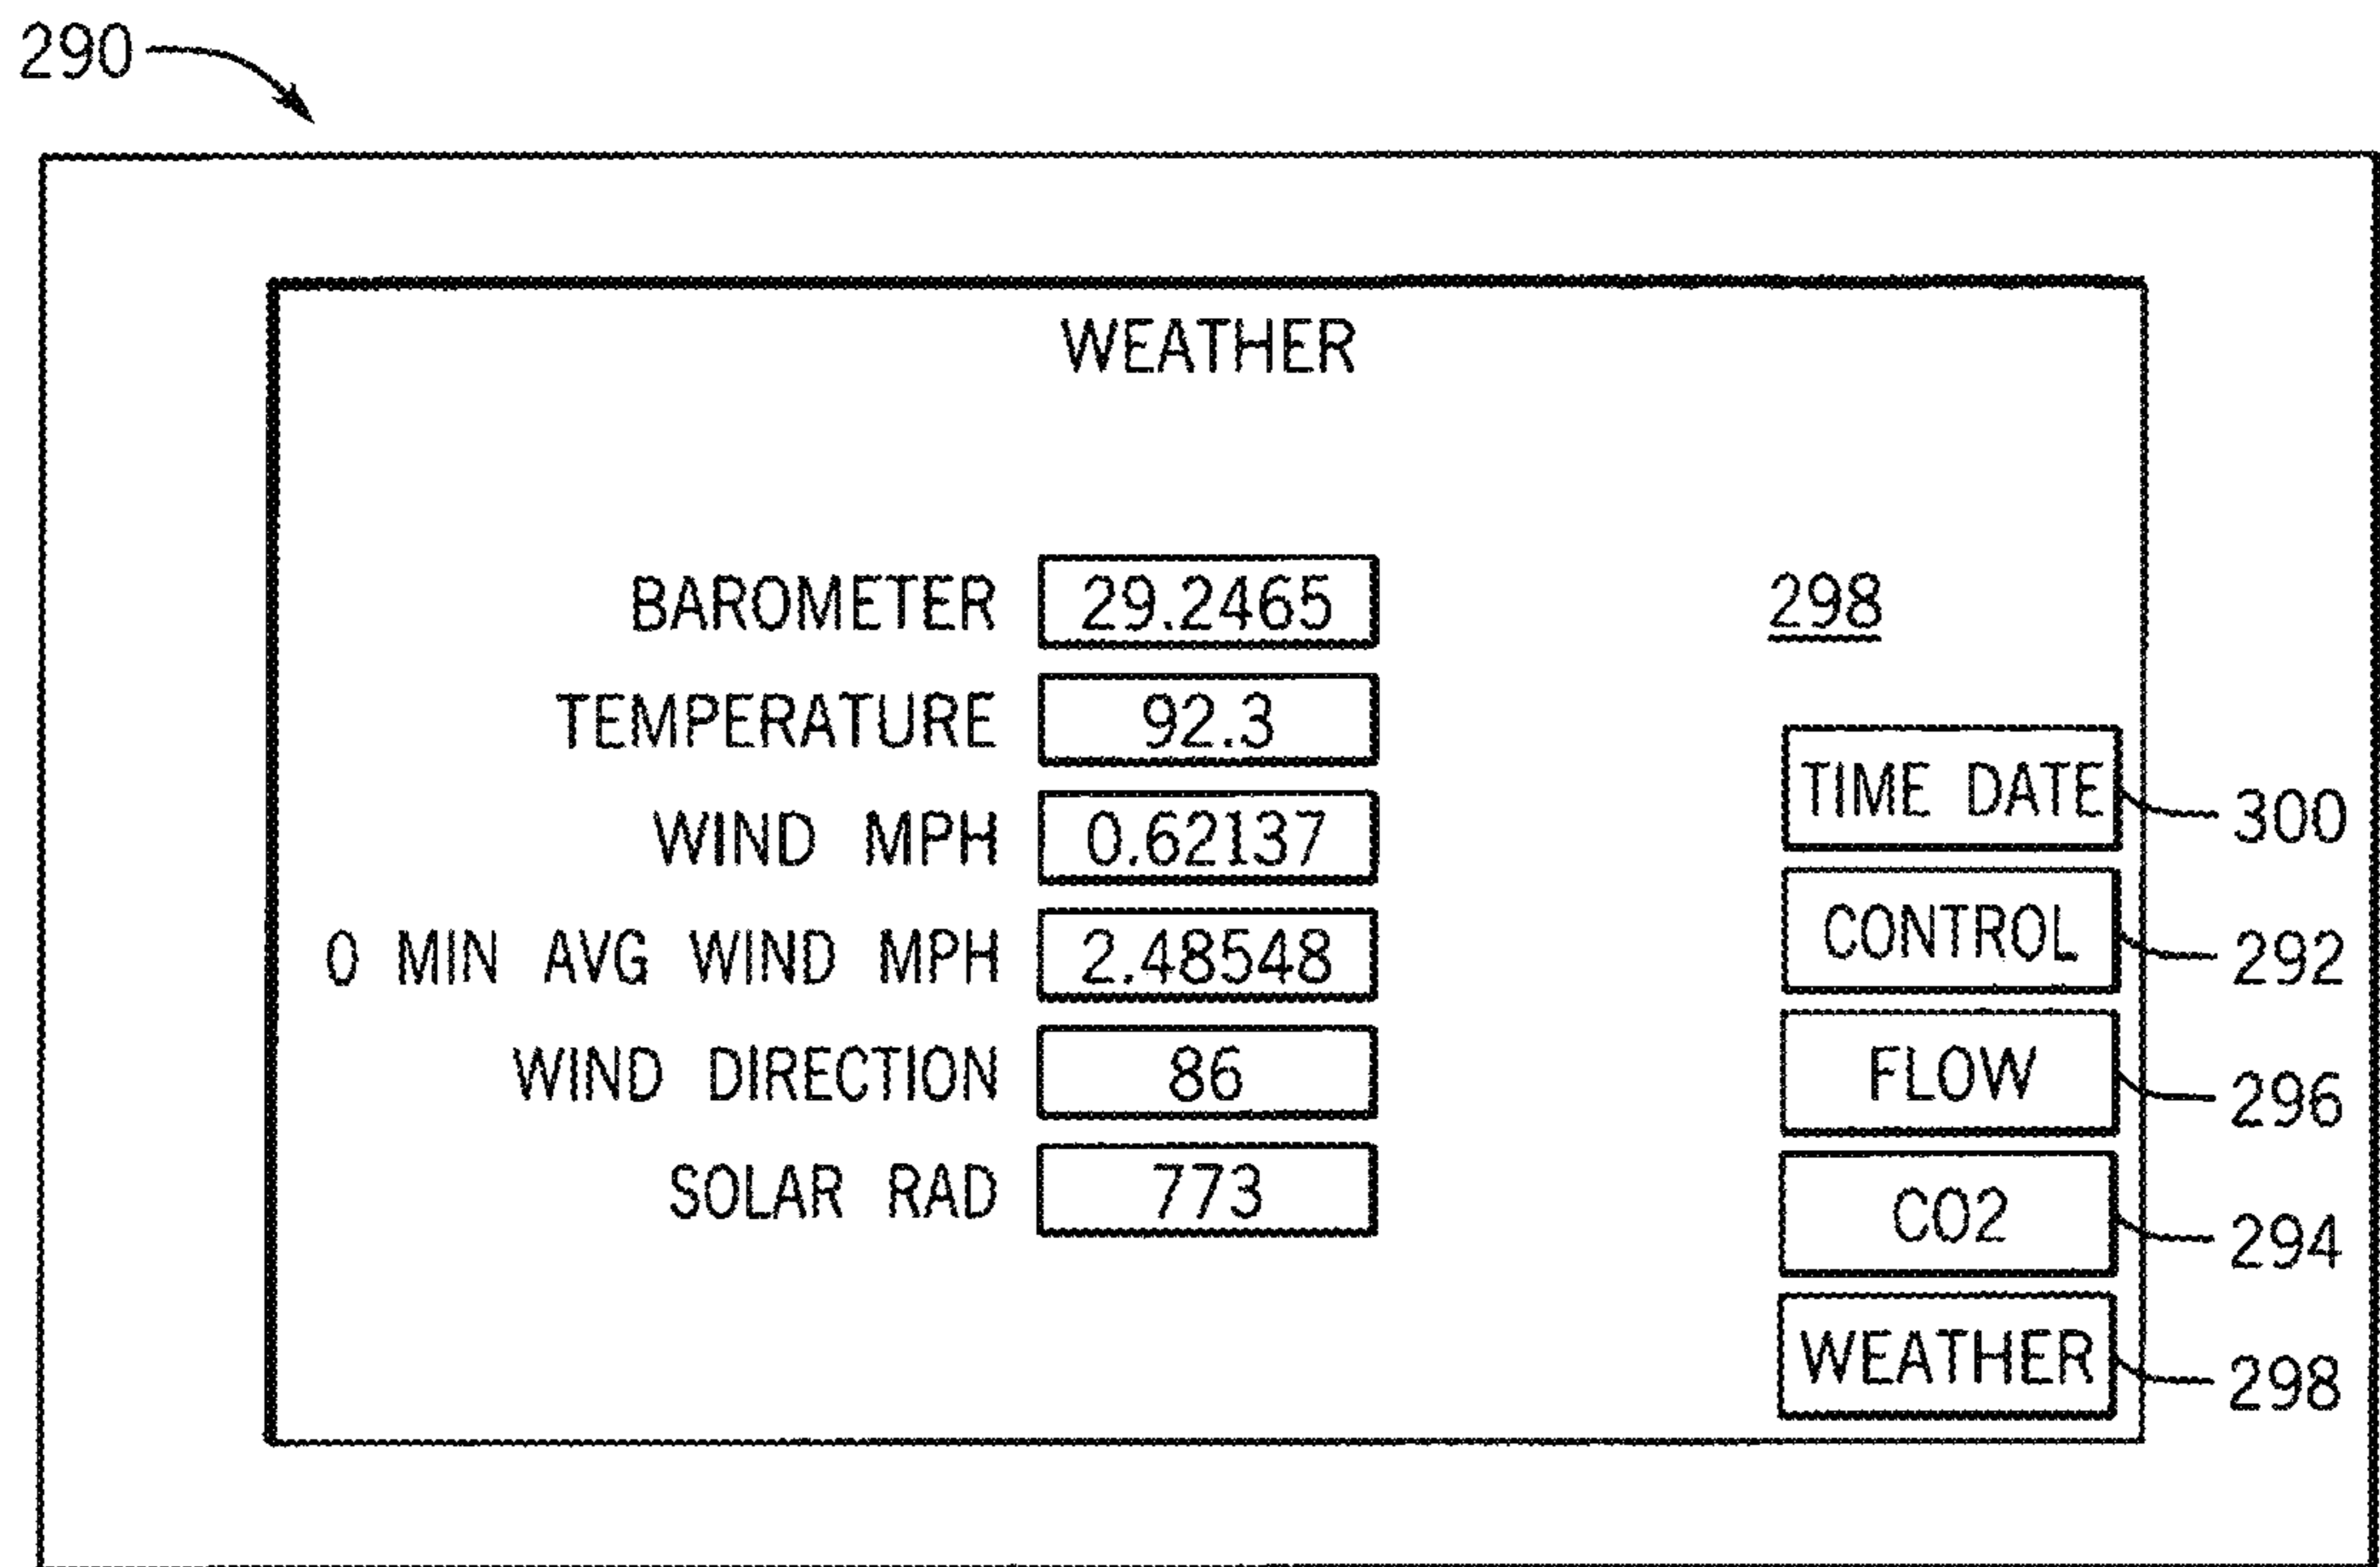 290
WEATHER
BAROMETER 29.2465
298
TEMPERATURE 92.3
TIME DATE 300
WIND MPH 0.62137
CONTROL 292
0 MIN AVG WIND MPH 2.48548
FLOW 296
WIND DIRECTION 86
CO2 294
SOLAR RAD 773
WEATHER 298